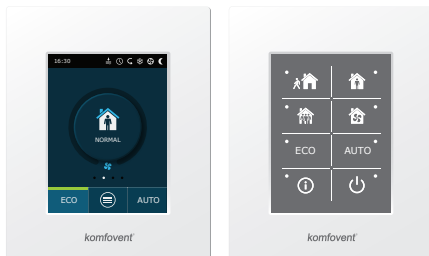 16:30
NORMAL
ECO
AUTO
komfovent
ECO
AUTO
komfovent